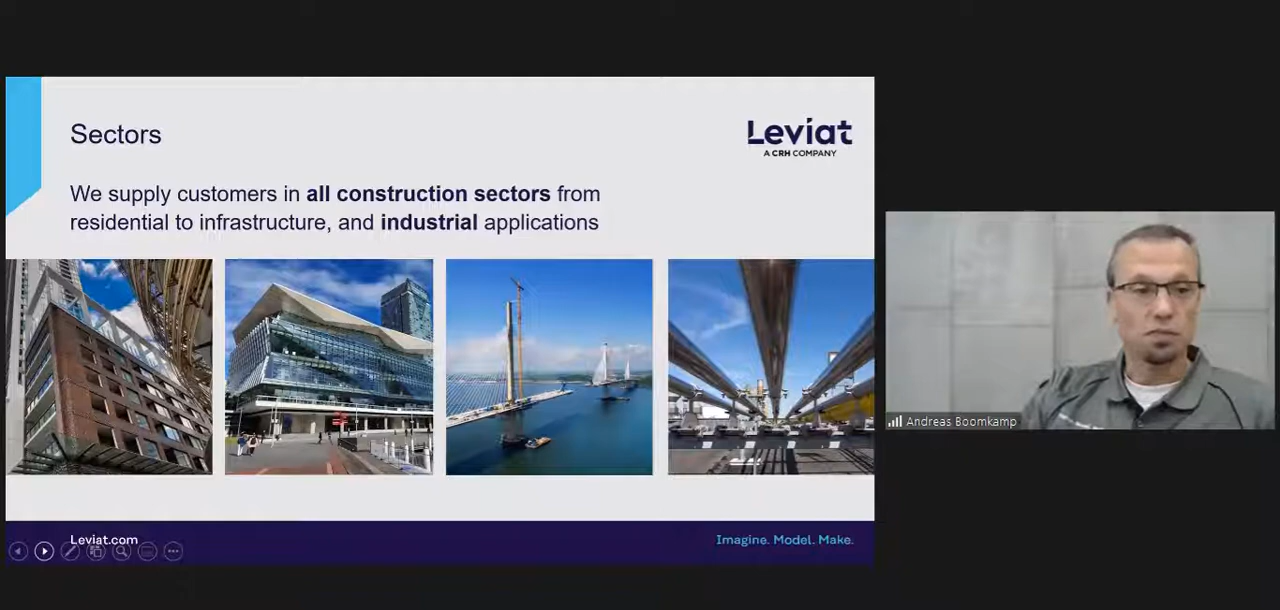 Sectors
Leviat
A CRH COMPANY
We supply customers in all construction sectors from
residential to infrastructure, and industrial applications
Andreas Boomkamp
Leviat.com
Imagine. Model. Make.